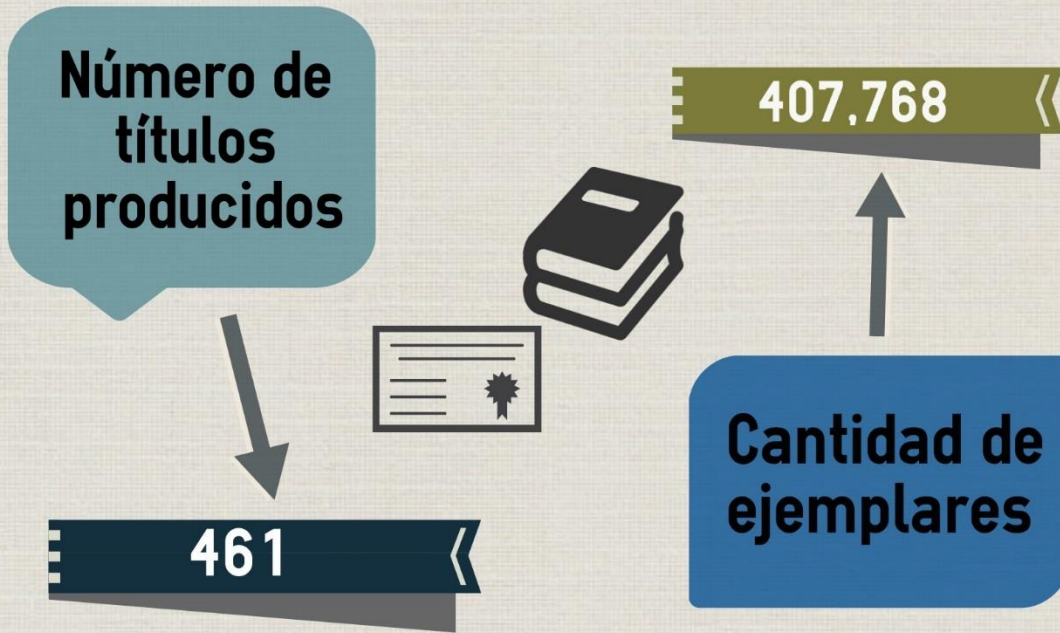 Número de
títulos
producidos
461
407,768
Cantidad de
ejemplares